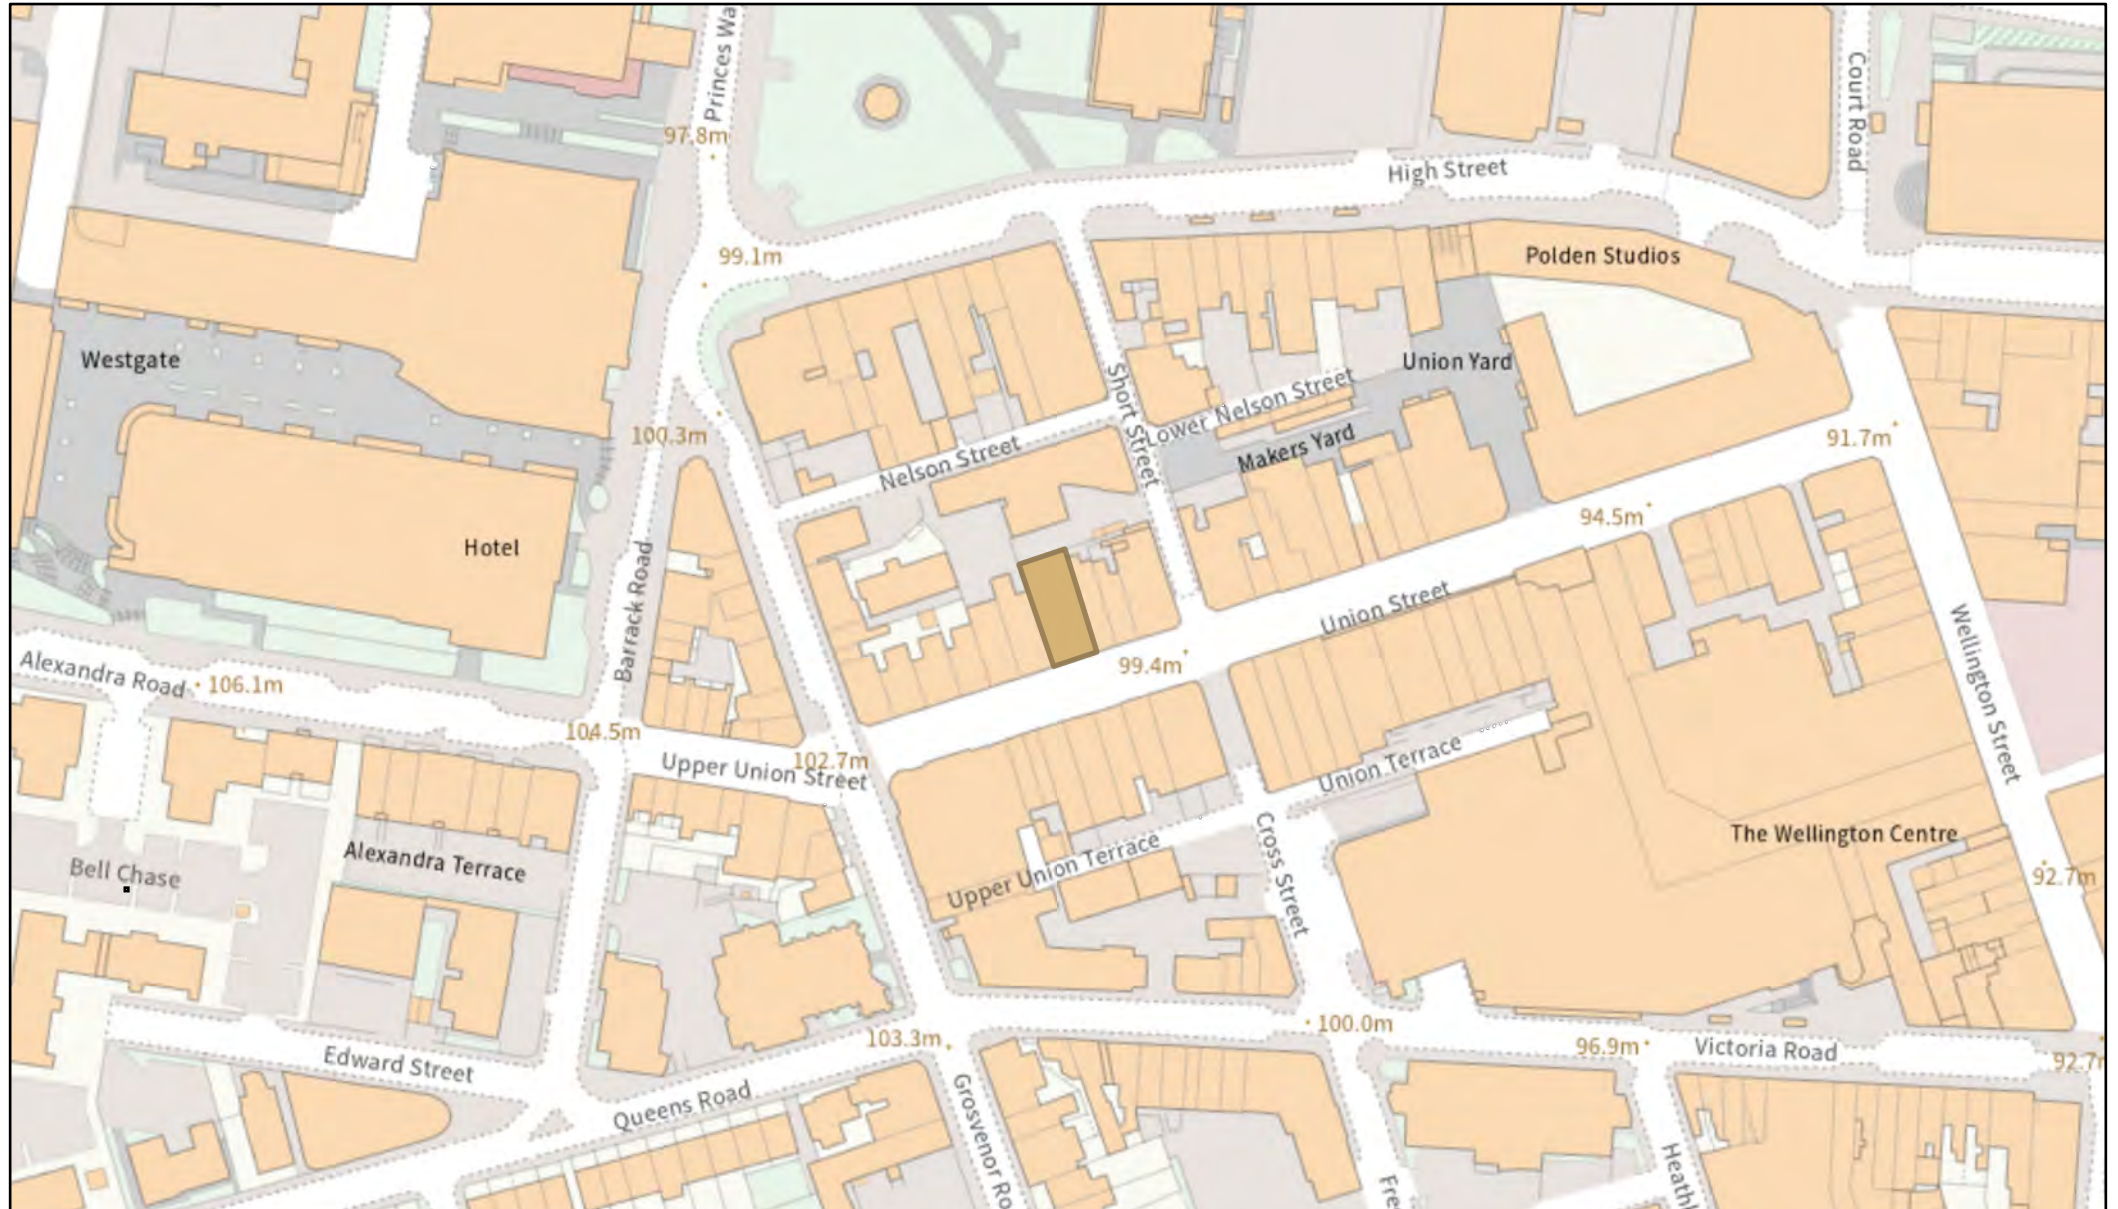 Princes Wa
Court Road
97.8m
High Street
99.1m
Polden Studios
Westgate
Union Yard
Short Street
Lower Nelson Street
100.3m
91.7m
Makers Yard
Nelson Street
94.5m
Hotel
Barrack Road
Union Street
Wellington Street
99.4m
Alexandra Road
106.1m
104.5m
102.7m
Upper Union Street
Union Terrace
Cross Street
The Wellington Centre
Alexandra Terrace
Bell Chase
Upper Union Terrace
92.7m
100.0m
103.3m
96.9m
Victoria Road
92.7
Edward Street
Queens Road
Grosvenor Ro
Fre
Heathl